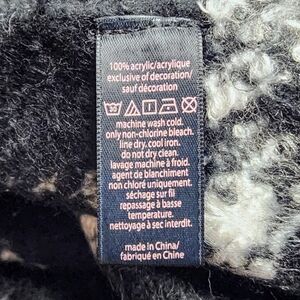 100% acrylic/acrylique
exclusive of decoration/
sauf décoration
machine wash cold.
only non-chlorine bleach.
line dry. cool iron.
do not dry clean.
lavage machine à froid.
agent de blanchiment
non chloré uniquement.
séchage sur fil
repassage à basse
temperature.
nettoyage à sec interdit.
made in China/
fabriqué en Chine